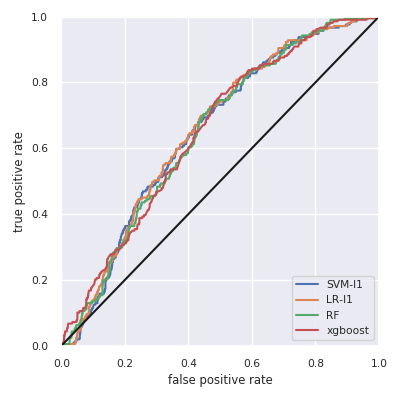 1.0
0.8
0.6
0.4
0.2
0.0
true positive rate
0.0 0.2 0.4 0.6 0.8 1.0
false positive rate
SVM-l1
LR-l1
RF
xgboost